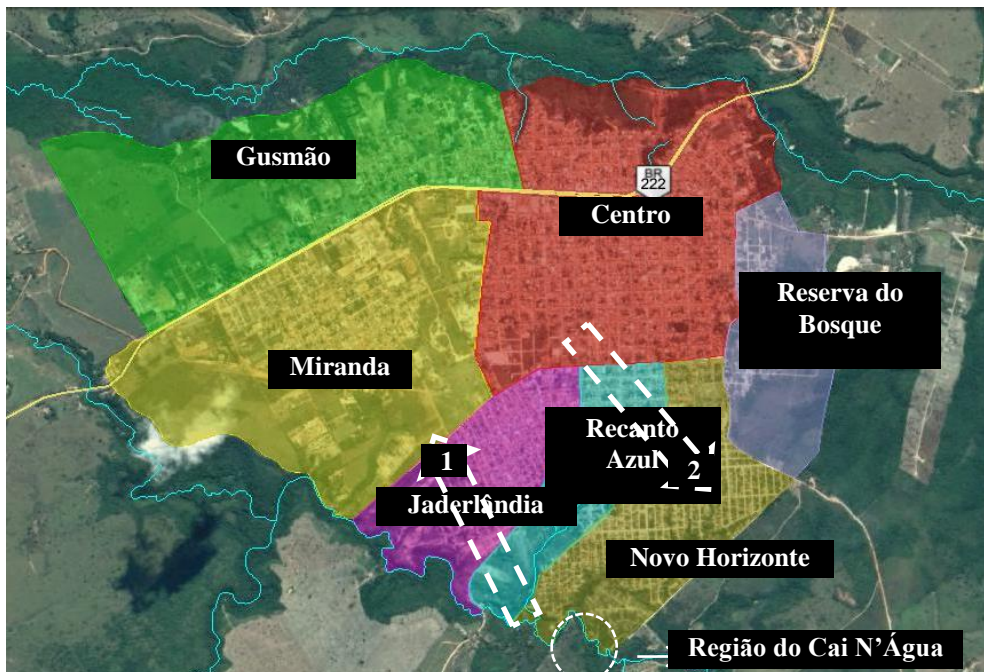 Gusmão
BR
222
Centro
Reserva do
Bosque
Miranda
Recanto
Azul
1
2
Jaderlândia
Novo Horizonte
Região do Cai N'Água